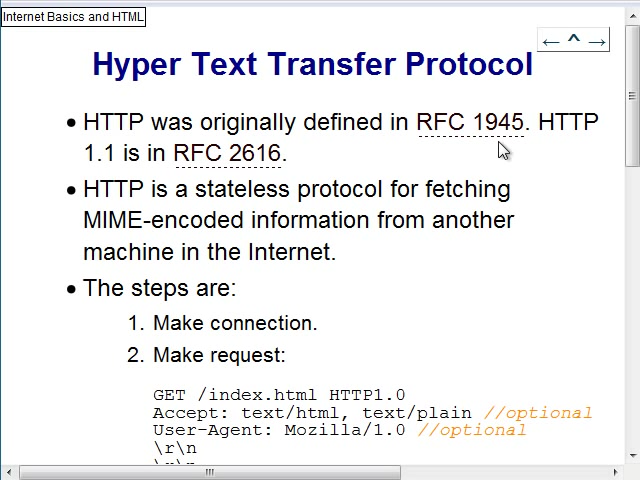 Internet Basics and HTML
← ^ →
Hyper Text Transfer Protocol
• HTTP was originally defined in RFC 1945. HTTP
1.1 is in RFC 2616.
• HTTP is a stateless protocol for fetching
MIME-encoded information from another
machine in the Internet.
• The steps are:
1. Make connection.
2. Make request:
GET /index.html HTTP1.0
Accept: text/html, text/plain //optional
User-Agent: Mozilla/1.0 //optional
\r\n